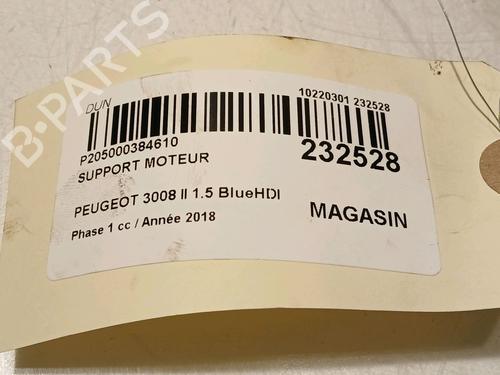 DUN
10220301 232528
P205000384610
SUPPORT MOTEUR
232528
PEUGEOT 3008 II 1.5 BlueHDI
MAGASIN
Phase 1 cc / Année 2018
B-PARTS